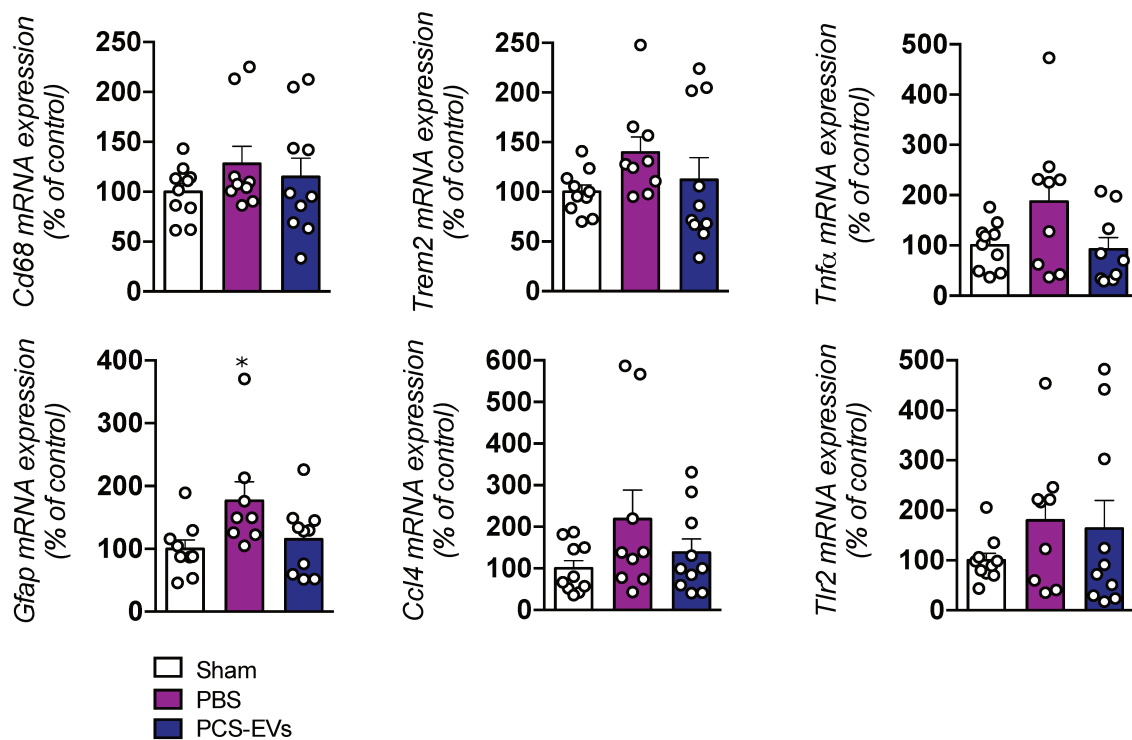 Cd68 mRNA expression
(% of control)
250
200
150
100
50
0
Trem2 mRNA expression
(% of control)
250
200
150
100
50
0
Tnfα mRNA expression
(% of control)
500
400
300
200
100
0
Gfap mRNA expression
(% of control)
400
300
200
100
0
*
Ccl4 mRNA expression
(% of control)
600
500
400
300
200
100
0
Tlr2 mRNA expression
(% of control)
500
400
300
200
100
0
Sham
PBS
PCS-EVs